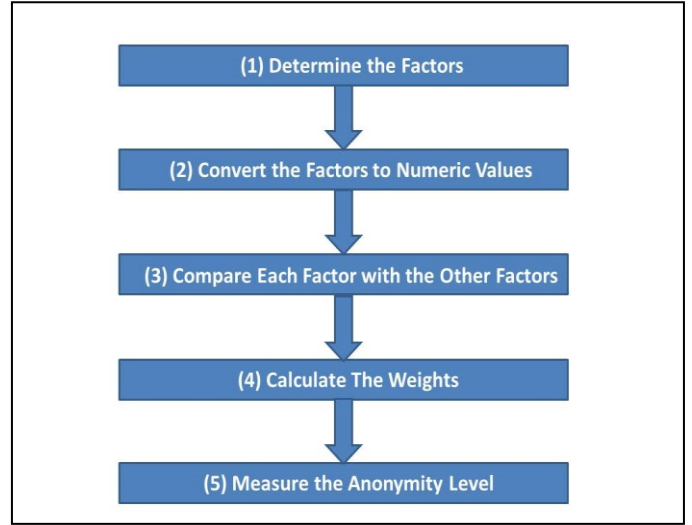 (1) Determine the Factors
(2) Convert the Factors to Numeric Values
(3) Compare Each Factor with the Other Factors
(4) Calculate The Weights
(5) Measure the Anonymity Level